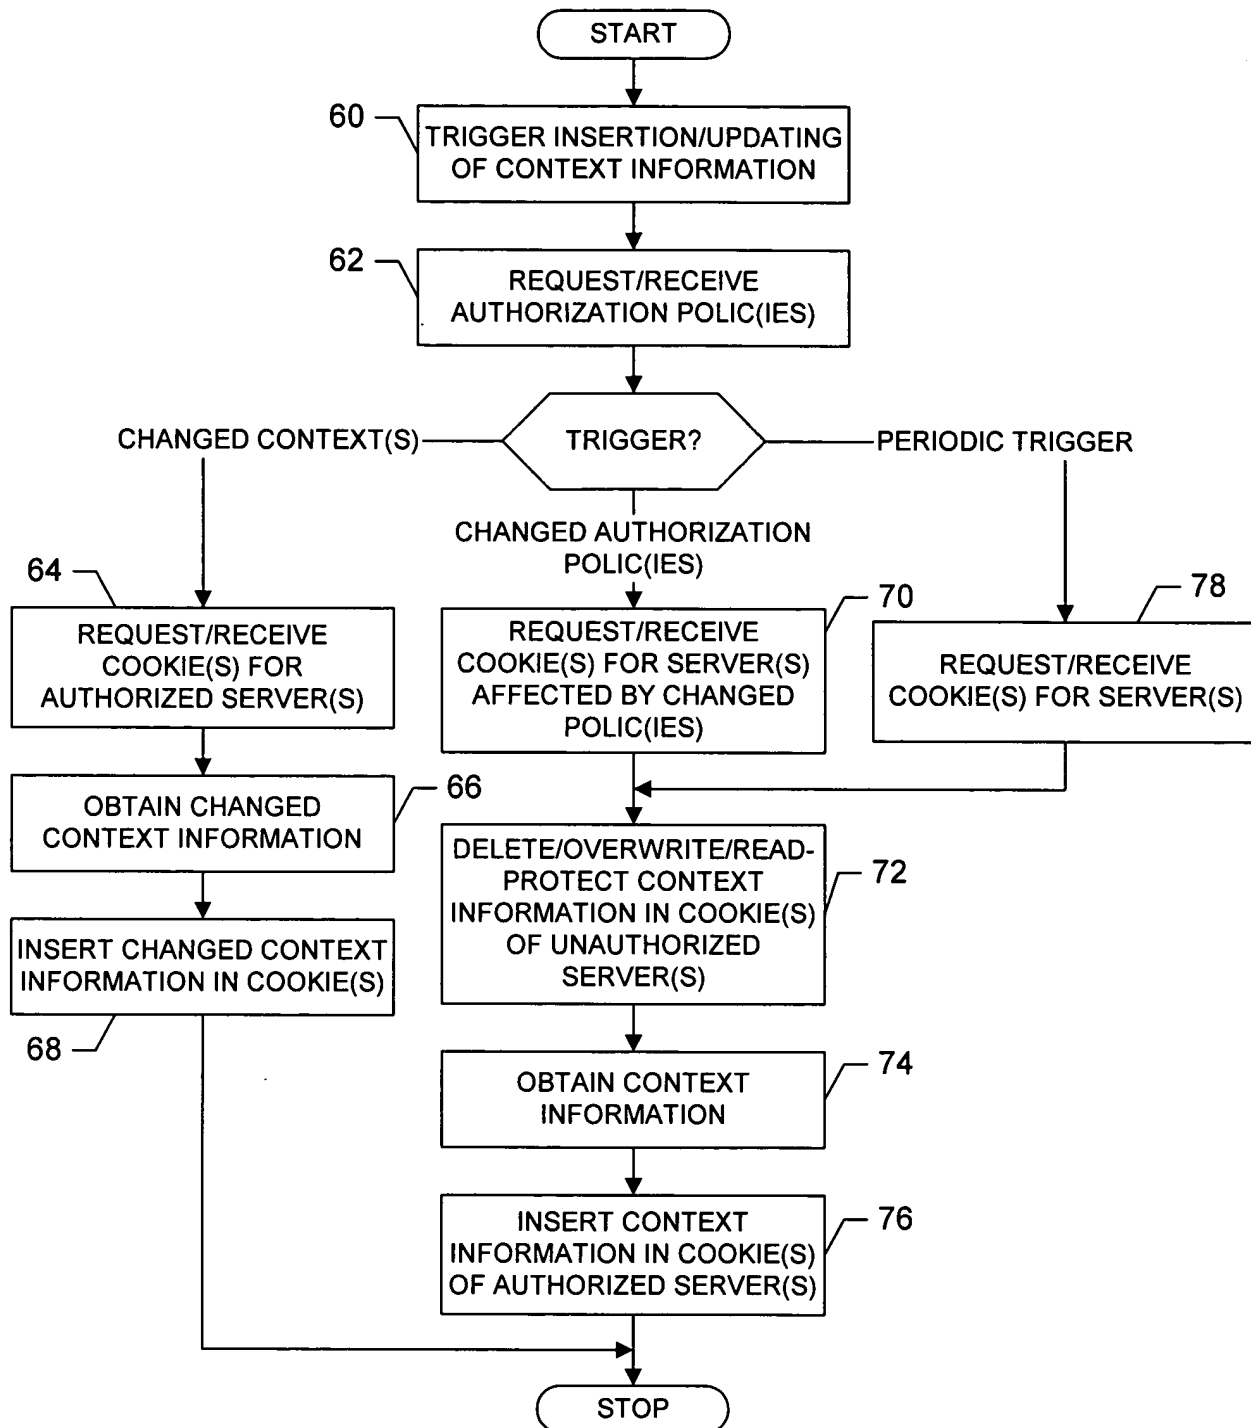 START
60
TRIGGER INSERTION/UPDATING
OF CONTEXT INFORMATION
62
REQUEST/RECEIVE
AUTHORIZATION POLIC(IES)
CHANGED CONTEXT(S)
TRIGGER?
PERIODIC TRIGGER
CHANGED AUTHORIZATION
POLIC(IES)
64
REQUEST/RECEIVE
COOKIE(S) FOR
AUTHORIZED SERVER(S)
70
REQUEST/RECEIVE
COOKIE(S) FOR SERVER(S)
AFFECTED BY CHANGED
POLIC(IES)
78
REQUEST/RECEIVE
COOKIE(S) FOR SERVER(S)
66
OBTAIN CHANGED
CONTEXT INFORMATION
DELETE/OVERWRITE/READ-
PROTECT CONTEXT
INFORMATION IN COOKIE(S)
OF UNAUTHORIZED
SERVER(S)
72
INSERT CHANGED CONTEXT
INFORMATION IN COOKIE(S)
68
OBTAIN CONTEXT
INFORMATION
74
INSERT CONTEXT
INFORMATION IN COOKIE(S)
OF AUTHORIZED SERVER(S)
76
STOP